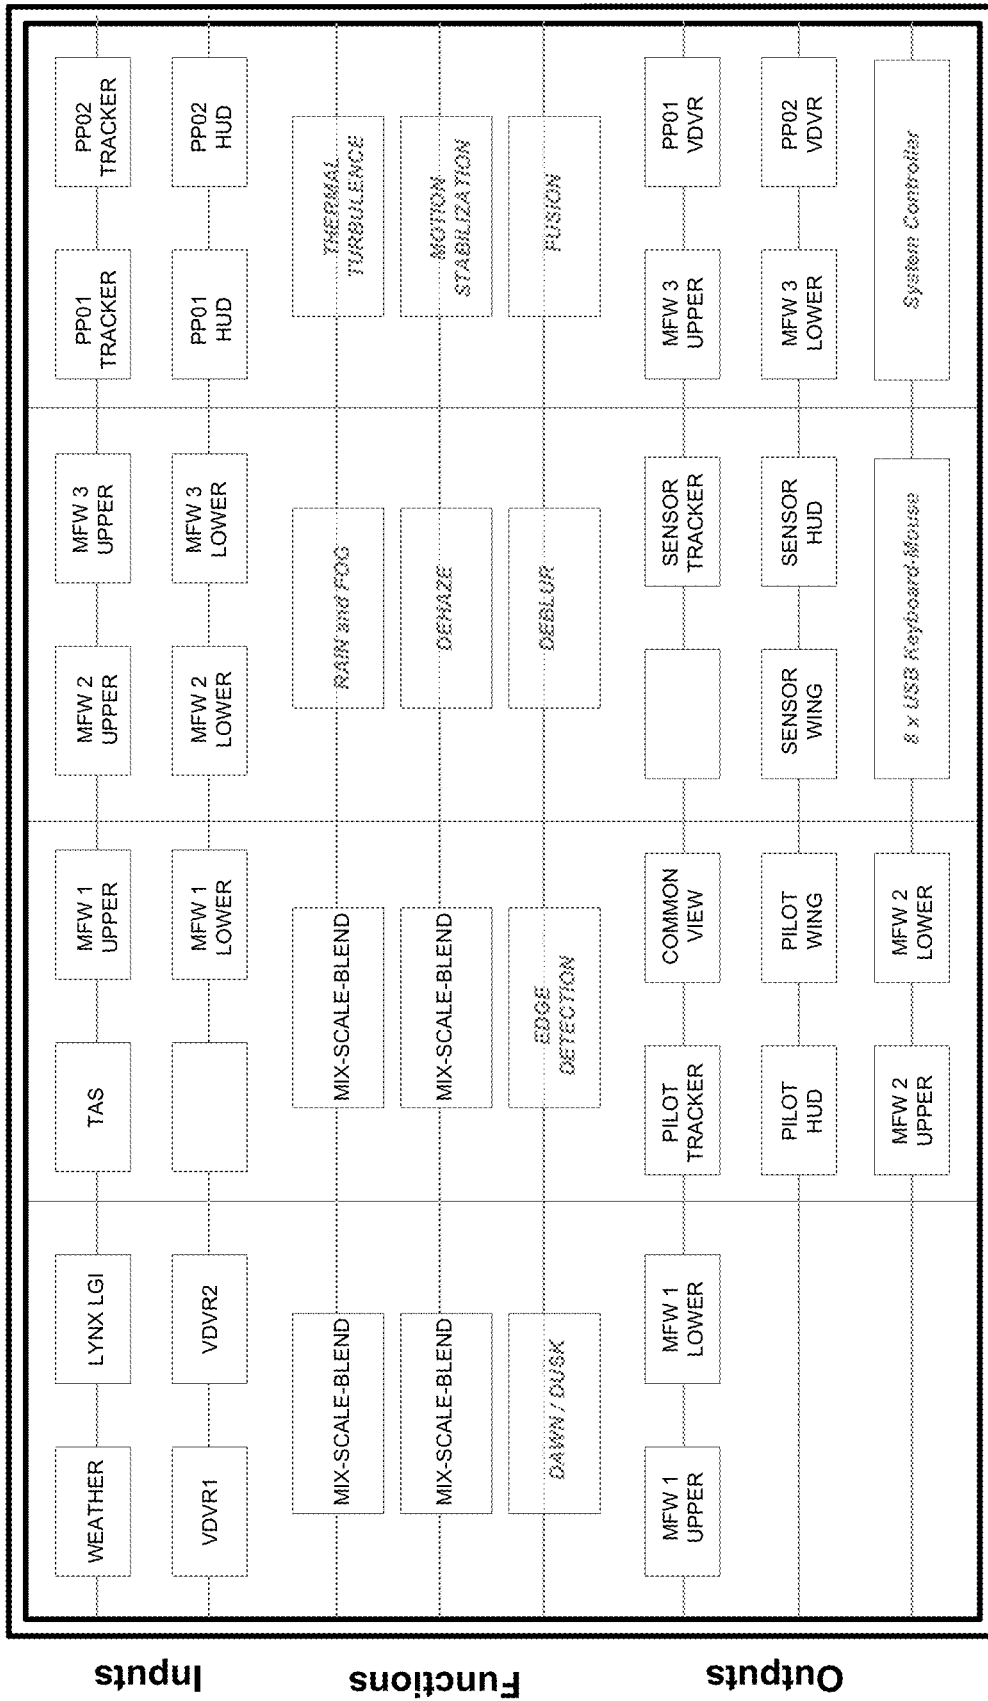 Inputs
WEATHER
LYNX LGI
TAS
MFW 1
UPPER
MFW 2
UPPER
MFW 3
UPPER
PP01
TRACKER
PP02
TRACKER
VDVR1
VDVR2
MFW 1
LOWER
MFW 2
LOWER
MFW 3
LOWER
PP01
HUD
PP02
HUD
Functions
MIX-SCALE-BLEND
MIX-SCALE-BLEND
RAIN and FOG
THERMAL
TURBULENCE
MIX-SCALE-BLEND
MIX-SCALE-BLEND
DEHAZE
MOTION
STABILIZATION
DAWN / DUSK
EDGE
DETECTION
DEBLUR
FUSION
Outputs
MFW 1
UPPER
MFW 1
LOWER
PILOT
TRACKER
COMMON
VIEW
SENSOR
TRACKER
MFW 3
UPPER
PP01
VDVR
PILOT
HUD
PILOT
WING
SENSOR
WING
SENSOR
HUD
MFW 3
LOWER
PP02
VDVR
MFW 2
UPPER
MFW 2
LOWER
8 x USB Keyboard-Mouse
System Controller